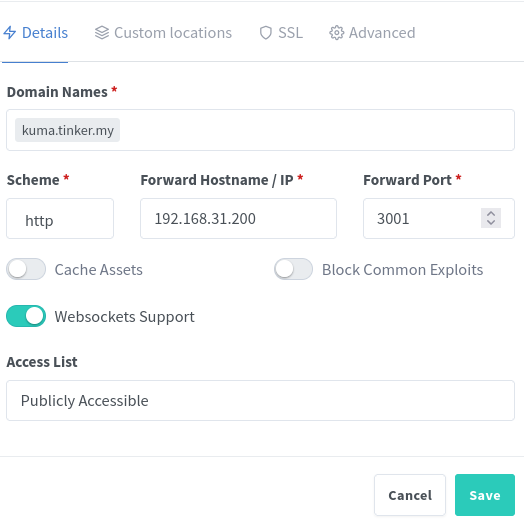 Details Custom locations SSL Advanced
Domain Names *
kuma.tinker.my
Scheme * Forward Hostname / IP * Forward Port *
http 192.168.31.200 3001
Cache Assets Block Common Exploits
Websockets Support
Access List
Publicly Accessible
Cancel Save